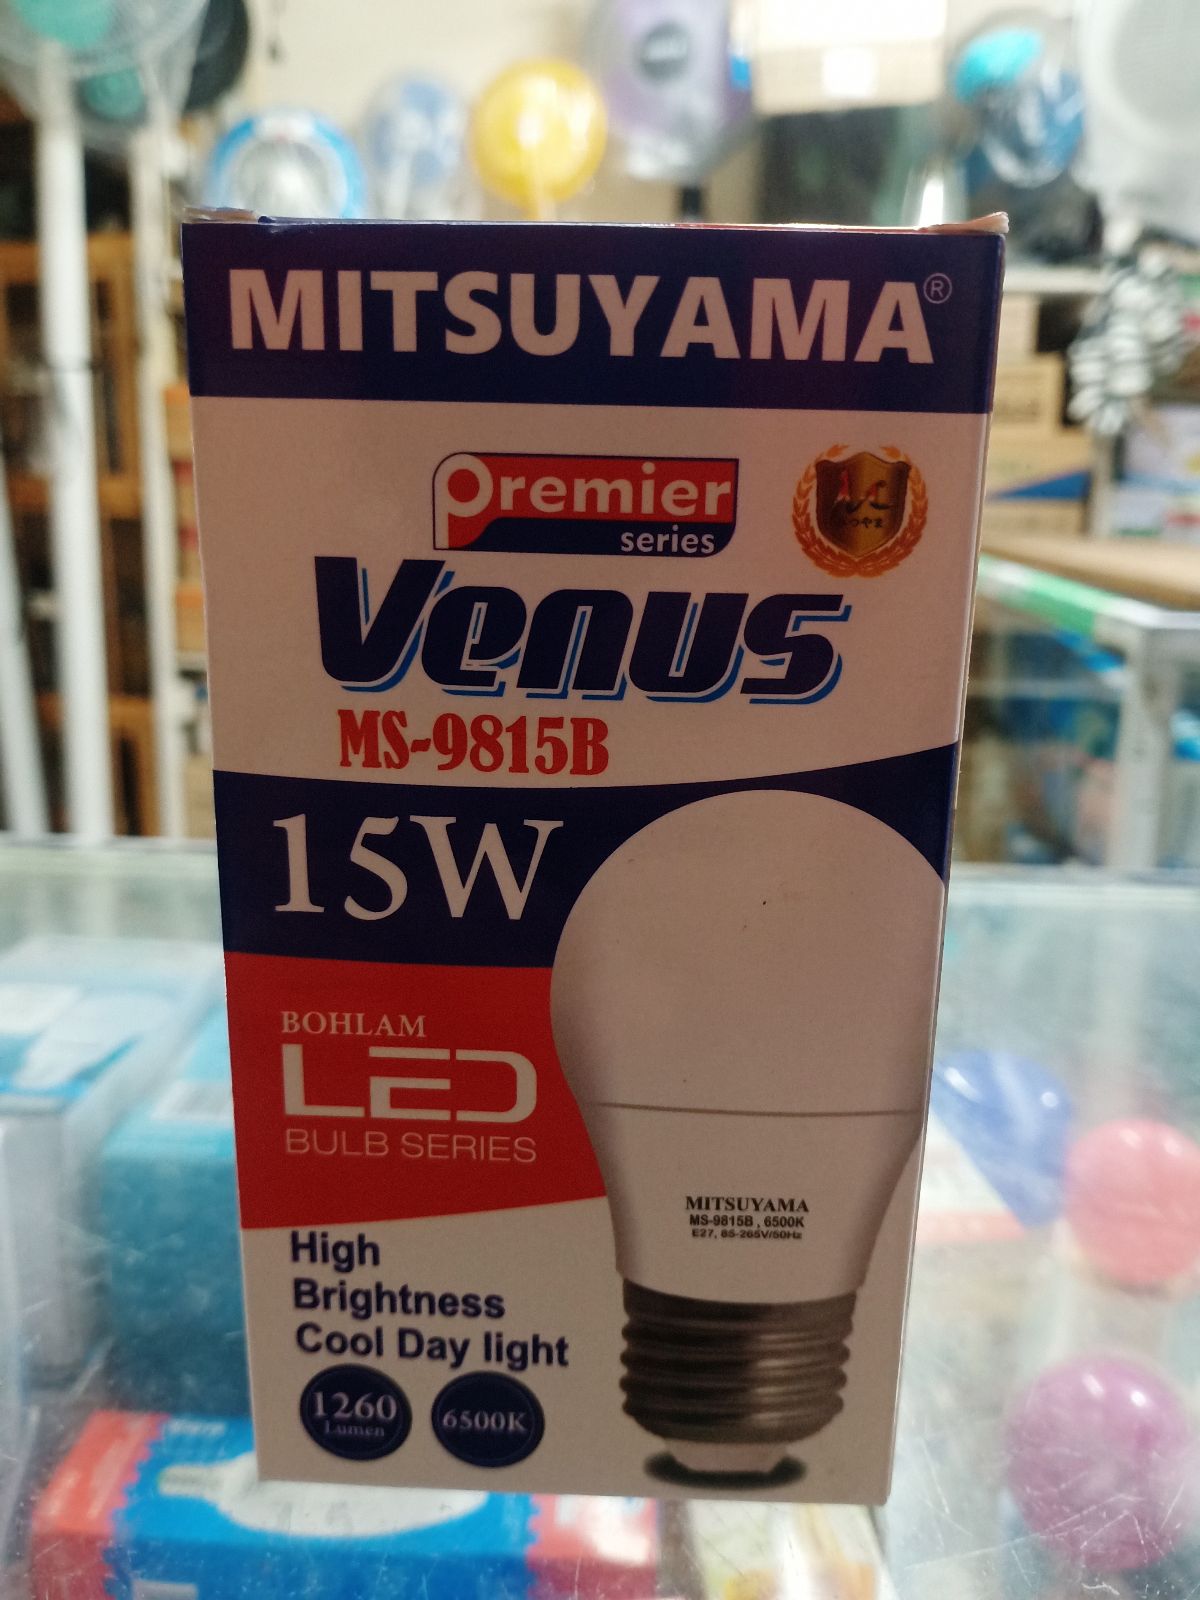 MITSUYAMA®
Premier
series
Venus
MS-9815B
15W
BOHLAM
LED
BULB SERIES
MITSUYAMA
MS-9815B , 6500K
E27, 85-265V/50Hz
High
Brightness
Cool Day light
1260
Lumen
6500K